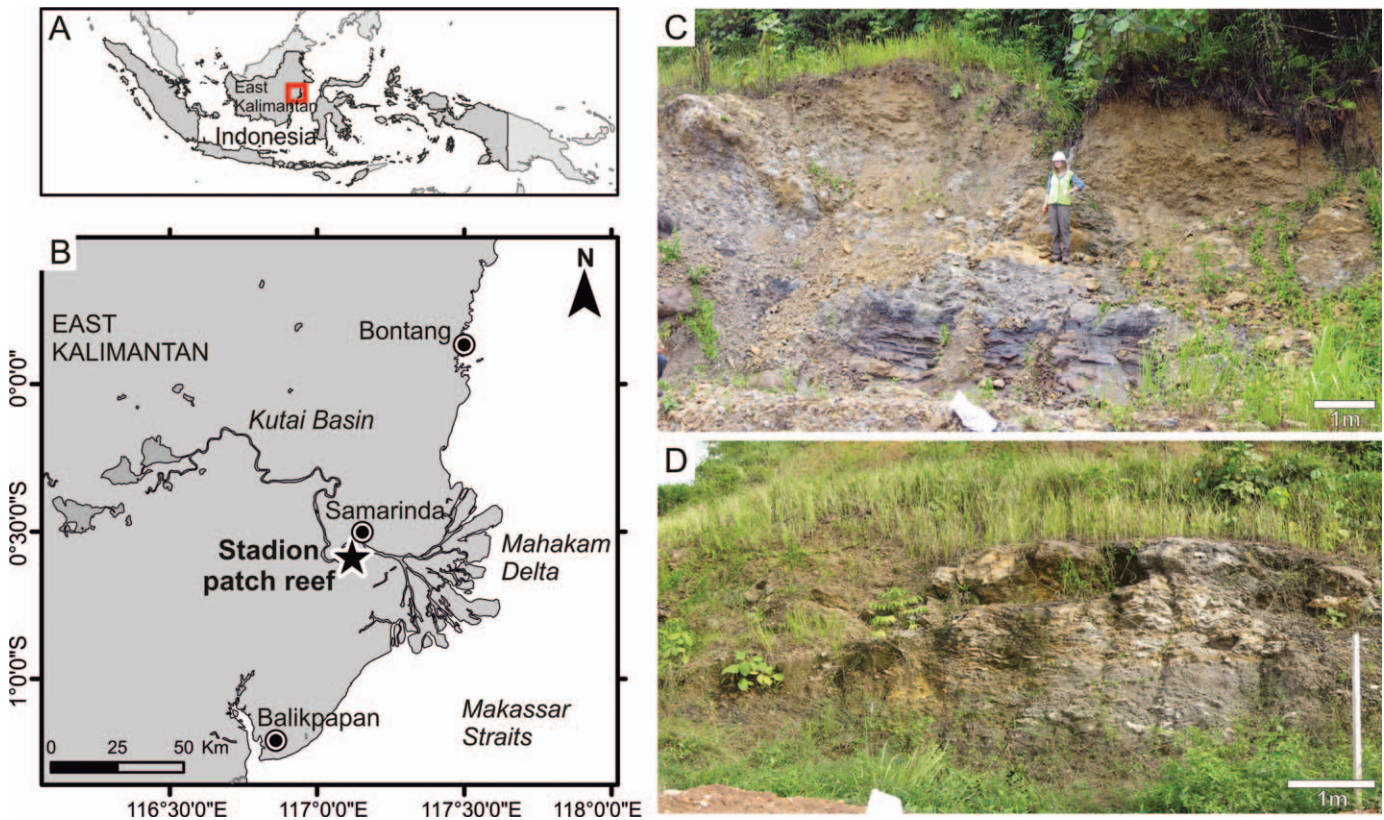 A
East
Kalimantan
Indonesia
B
N
EAST
KALIMANTAN
Bontang
Kutai Basin
Samarinda
Stadion
patch reef
Mahakam
Delta
Balikpapan
Makassar
Straits
0 25 50 Km
0°0'0"
0°30'0"S
1°0'0"S
116°30'0"E
117°0'0"E
117°30'0"E
118°0'0"E
C
1m
D
1m